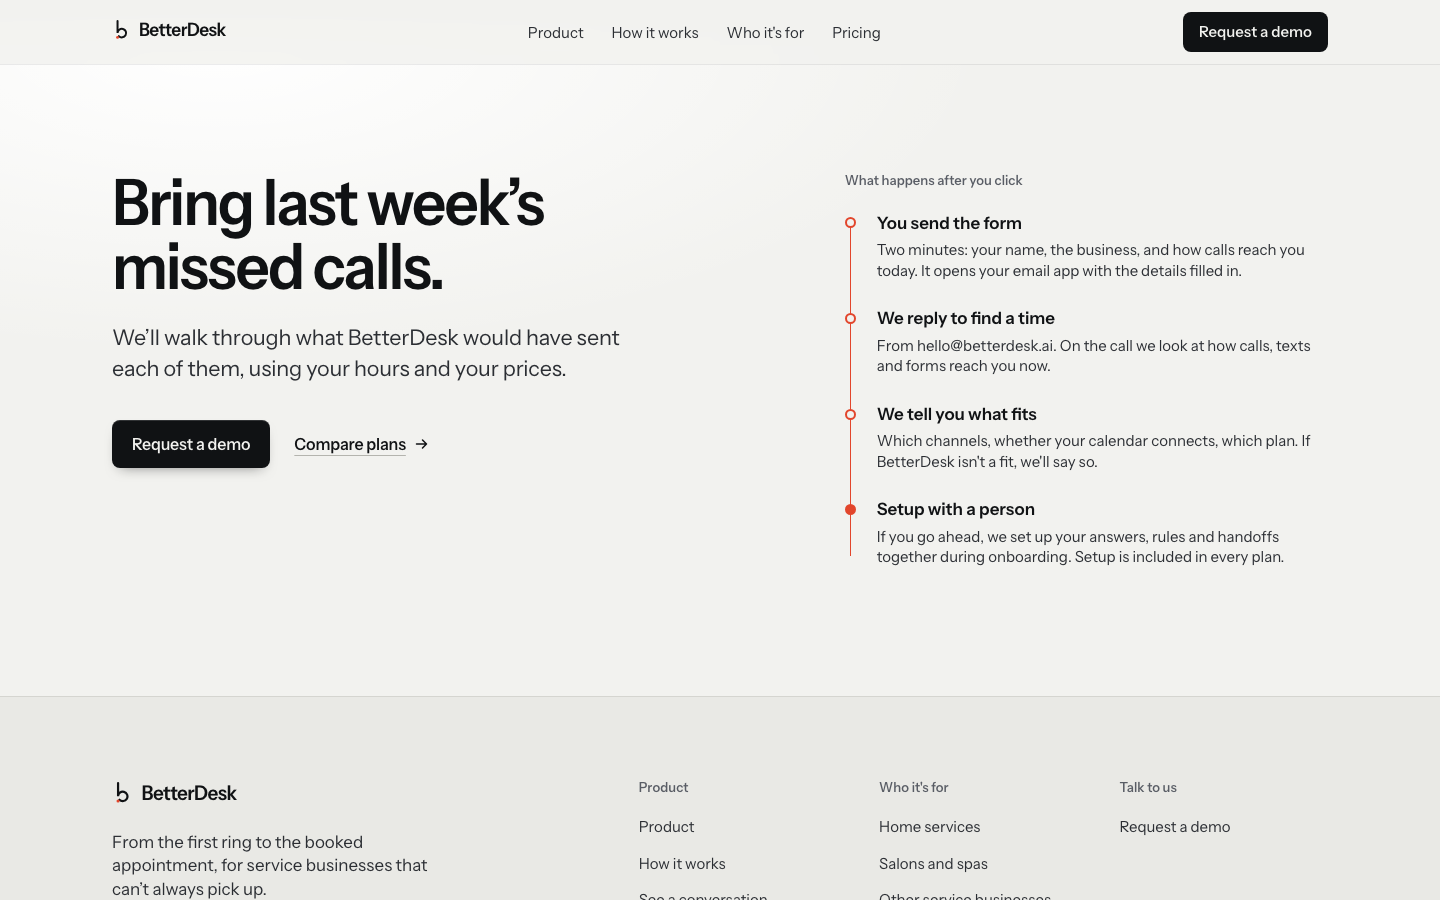 BetterDesk
Product
How it works
Who it's for
Pricing
Request a demo
Bring last week’s
missed calls.
We’ll walk through what BetterDesk would have sent
each of them, using your hours and your prices.
Request a demo
Compare plans →
What happens after you click
You send the form
Two minutes: your name, the business, and how calls reach you
today. It opens your email app with the details filled in.
We reply to find a time
From hello@betterdesk.ai. On the call we look at how calls, texts
and forms reach you now.
We tell you what fits
Which channels, whether your calendar connects, which plan. If
BetterDesk isn't a fit, we'll say so.
Setup with a person
If you go ahead, we set up your answers, rules and handoffs
together during onboarding. Setup is included in every plan.
BetterDesk
From the first ring to the booked
appointment, for service businesses that
can’t always pick up.
Product
Product
How it works
See a conversation
Who it's for
Home services
Salons and spas
Other service businesses
Talk to us
Request a demo